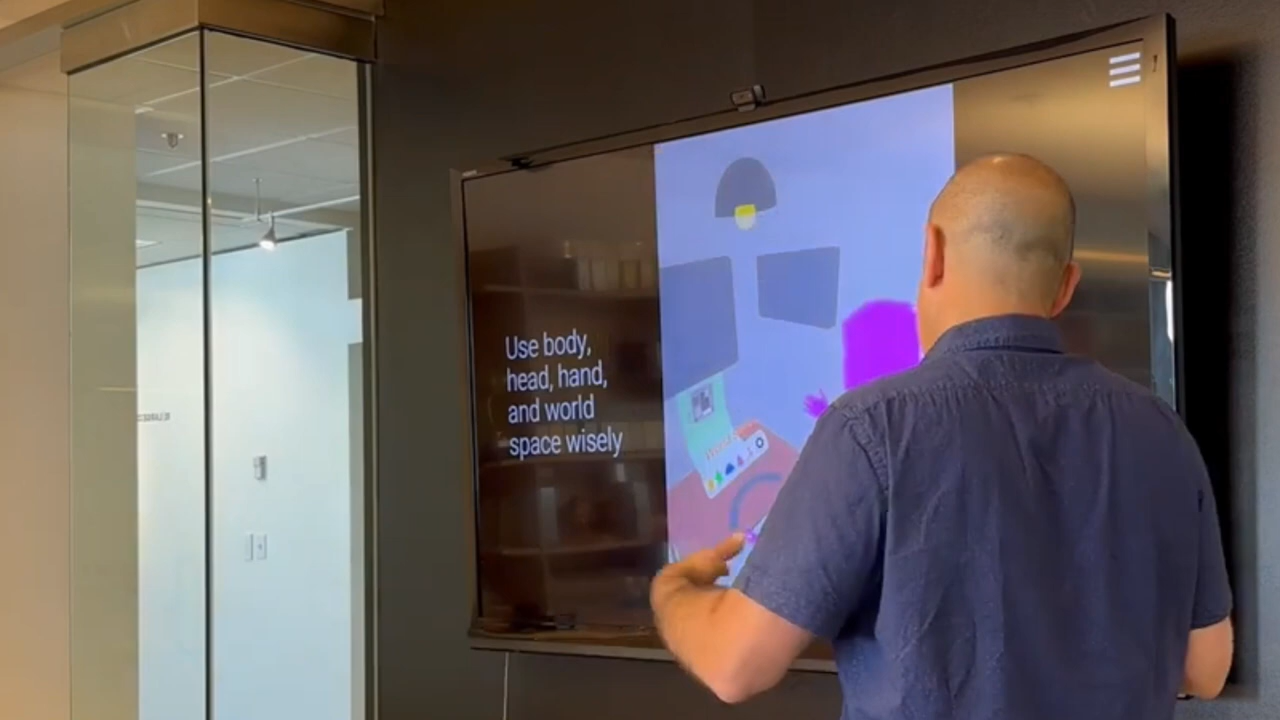 Use body,
head, hand,
and world
space wisely